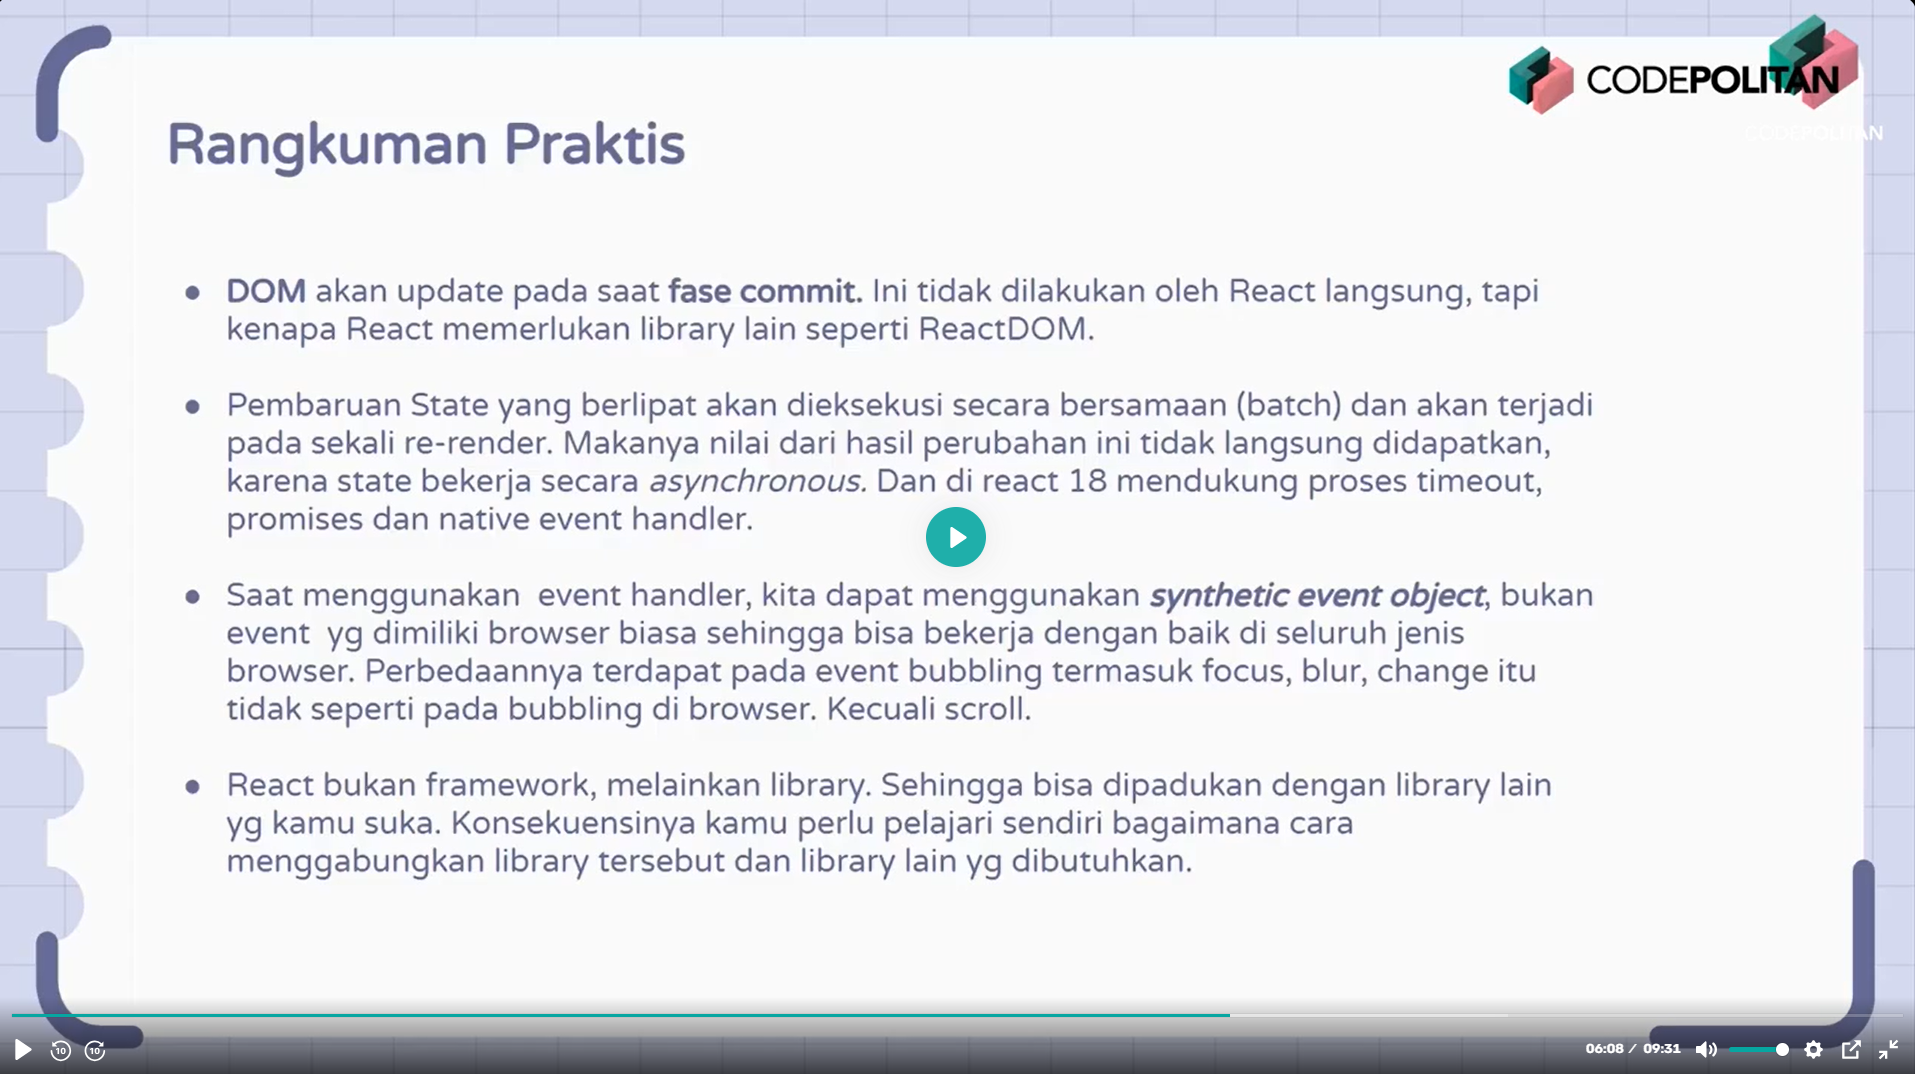 CODEPOLITAN
CODEPOLITAN
Rangkuman Praktis
● DOM akan update pada saat fase commit. Ini tidak dilakukan oleh React langsung, tapi
kenapa React memerlukan library lain seperti ReactDOM.
● Pembaruan State yang berlipat akan dieksekusi secara bersamaan (batch) dan akan terjadi
pada sekali re-render. Makanya nilai dari hasil perubahan ini tidak langsung didapatkan,
karena state bekerja secara asynchronous. Dan di react 18 mendukung proses timeout,
promises dan native event handler.
● Saat menggunakan  event handler, kita dapat menggunakan synthetic event object, bukan
event  yg dimiliki browser biasa sehingga bisa bekerja dengan baik di seluruh jenis
browser. Perbedaannya terdapat pada event bubbling termasuk focus, blur, change itu
tidak seperti pada bubbling di browser. Kecuali scroll.
● React bukan framework, melainkan library. Sehingga bisa dipadukan dengan library lain
yg kamu suka. Konsekuensinya kamu perlu pelajari sendiri bagaimana cara
menggabungkan library tersebut dan library lain yg dibutuhkan.
10 10 06:08 / 09:31